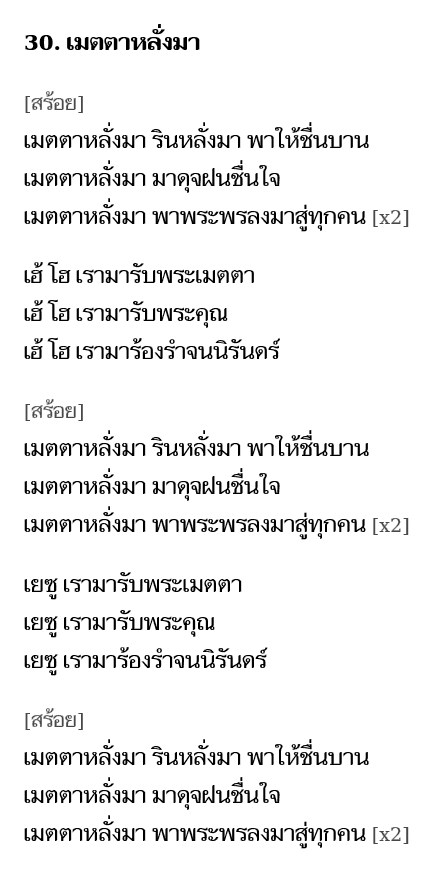 30. เมตตาหลั่งมา
[สร้อย]
เมตตาหลั่งมา รินหลั่งมา พาให้ชื่นบาน
เมตตาหลั่งมา มาดุจฝนชื่นใจ
เมตตาหลั่งมา พาพระพรลงมาสู่ทุกคน [x2]
เฮ้ โฮ เรามารับพระเมตตา
เฮ้ โฮ เรามารับพระคุณ
เฮ้ โฮ เรามาร้องรำจนนิรันดร์
[สร้อย]
เมตตาหลั่งมา รินหลั่งมา พาให้ชื่นบาน
เมตตาหลั่งมา มาดุจฝนชื่นใจ
เมตตาหลั่งมา พาพระพรลงมาสู่ทุกคน [x2]
เยซู เรามารับพระเมตตา
เยซู เรามารับพระคุณ
เยซู เรามาร้องรำจนนิรันดร์
[สร้อย]
เมตตาหลั่งมา รินหลั่งมา พาให้ชื่นบาน
เมตตาหลั่งมา มาดุจฝนชื่นใจ
เมตตาหลั่งมา พาพระพรลงมาสู่ทุกคน [x2]